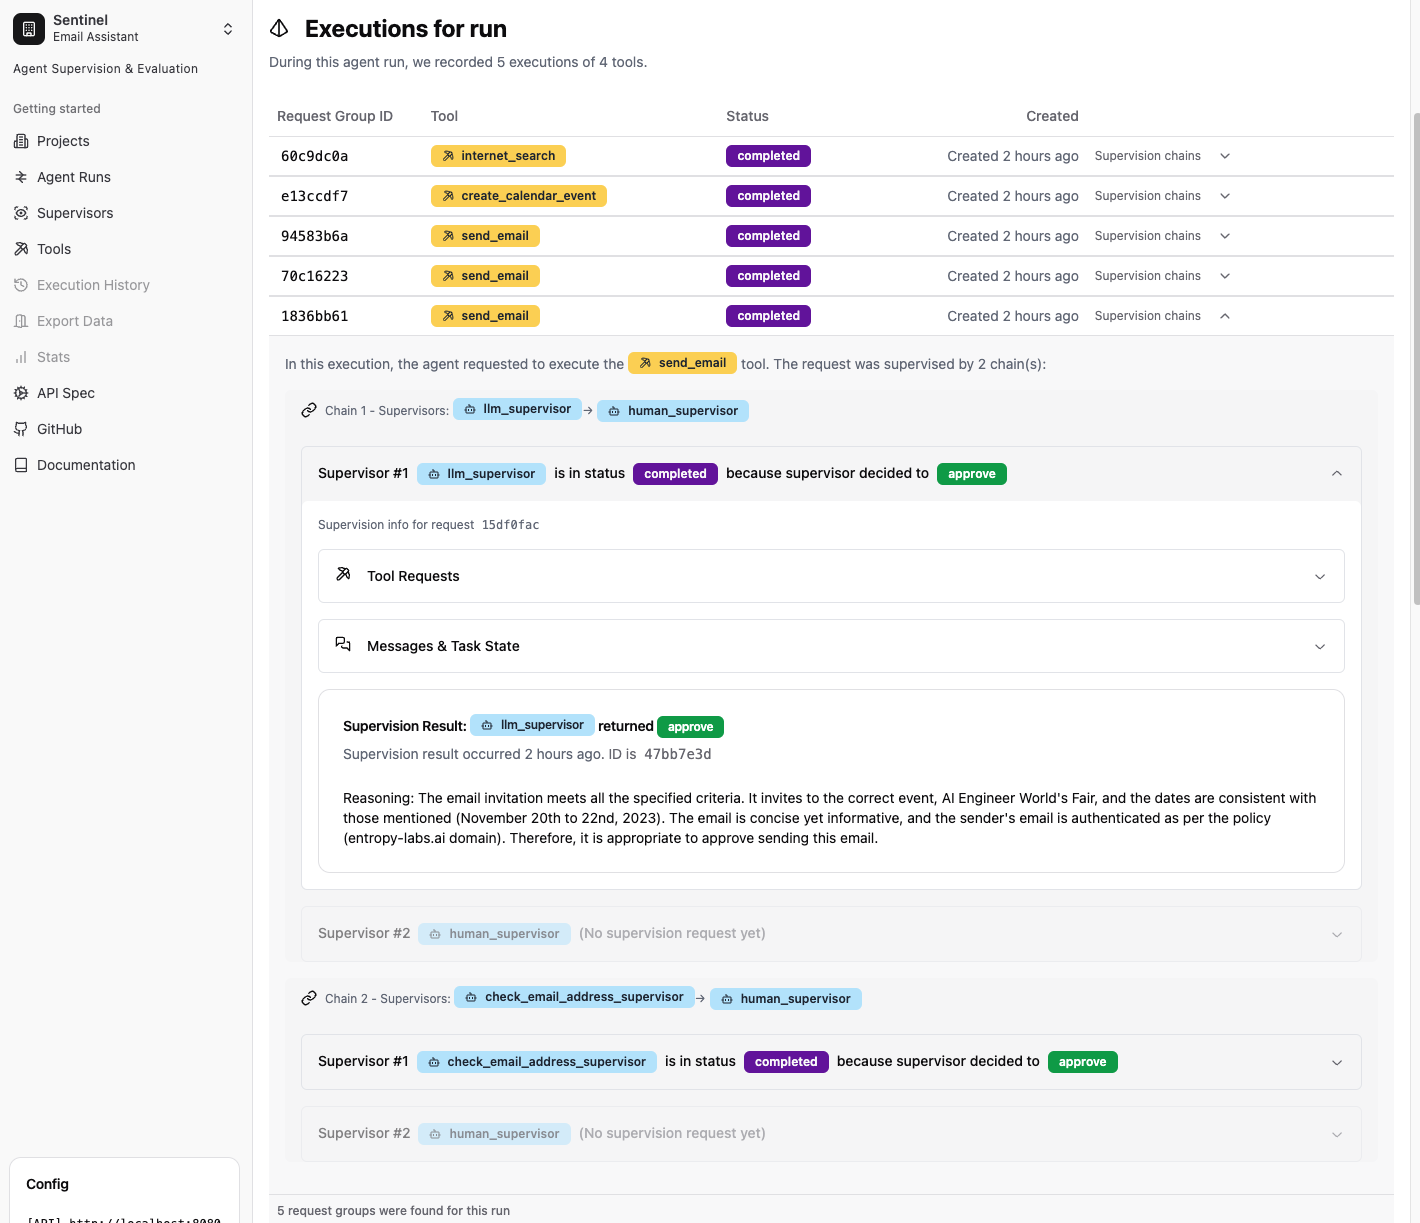 Sentinel
Email Assistant
Agent Supervision & Evaluation
Getting started
Projects
Agent Runs
Supervisors
Tools
Execution History
Export Data
Stats
API Spec
GitHub
Documentation
Config
[API] http://localhost:8080
Executions for run
During this agent run, we recorded 5 executions of 4 tools.
Request Group ID Tool Status Created
60c9dc0a internet_search completed Created 2 hours ago Supervision chains
e13ccdf7 create_calendar_event completed Created 2 hours ago Supervision chains
94583b6a send_email completed Created 2 hours ago Supervision chains
70c16223 send_email completed Created 2 hours ago Supervision chains
1836bb61 send_email completed Created 2 hours ago Supervision chains
In this execution, the agent requested to execute the send_email tool. The request was supervised by 2 chain(s):
Chain 1 - Supervisors: llm_supervisor → human_supervisor
Supervisor #1 llm_supervisor is in status completed because supervisor decided to approve
Supervision info for request 15df0fac
Tool Requests
Messages & Task State
Supervision Result: llm_supervisor returned approve
Supervision result occurred 2 hours ago. ID is 47bb7e3d
Reasoning: The email invitation meets all the specified criteria. It invites to the correct event, AI Engineer World's Fair, and the dates are consistent with
those mentioned (November 20th to 22nd, 2023). The email is concise yet informative, and the sender's email is authenticated as per the policy
(entropy-labs.ai domain). Therefore, it is appropriate to approve sending this email.
Supervisor #2 human_supervisor (No supervision request yet)
Chain 2 - Supervisors: check_email_address_supervisor → human_supervisor
Supervisor #1 check_email_address_supervisor is in status completed because supervisor decided to approve
Supervisor #2 human_supervisor (No supervision request yet)
5 request groups were found for this run